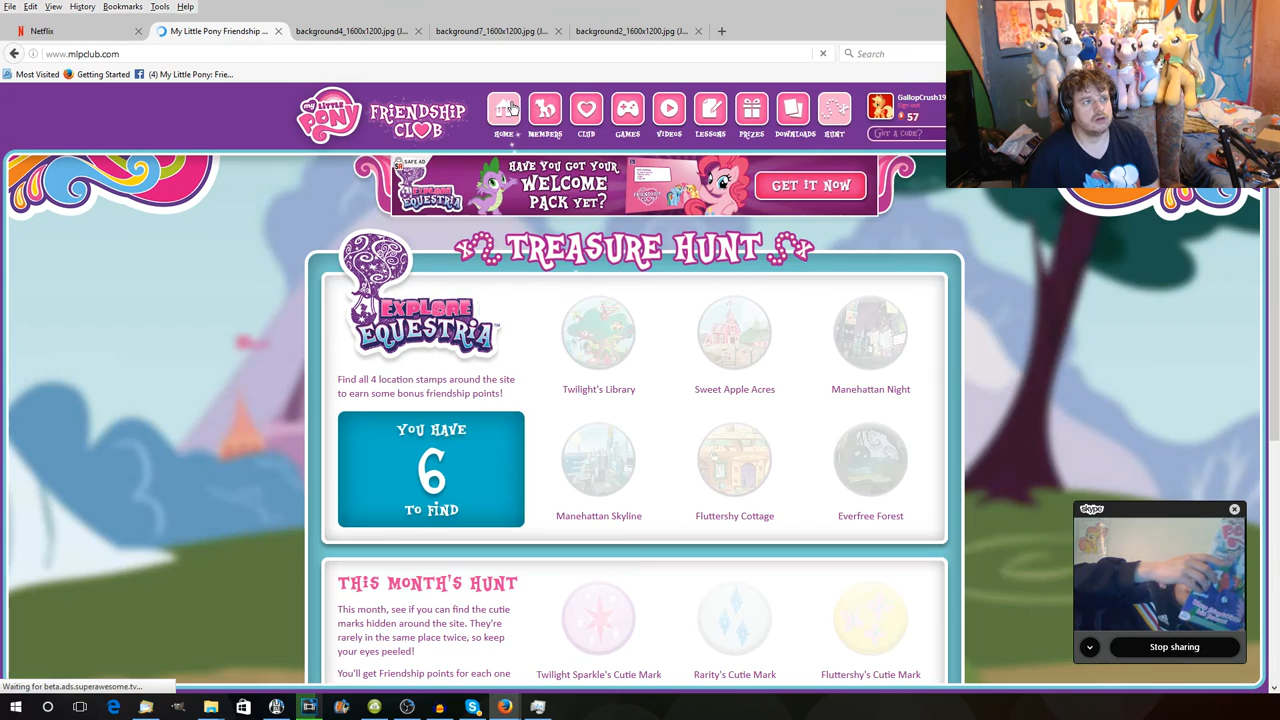 File Edit View History Bookmarks Tools Help
Netflix
My Little Pony Friendship ...
background4_1600x1200.jpg (J...
background7_1600x1200.jpg (J...
background2_1600x1200.jpg (J...
www.mlpclub.com
Search
Most Visited
Getting Started
(4) My Little Pony: Frie...
my LITTLE PONY
FRIENDSHIP CLUB
HOME
MEMBERS
CLUB
GAMES
VIDEOS
LESSONS
PRIZES
DOWNLOADS
HUNT
GallopCrush19
Sign out
57
GOT A CODE?
SAFE AD
EXPLORE EQUESTRIA
HAVE YOU GOT YOUR
WELCOME
PACK YET?
GET IT NOW
TREASURE HUNT
EXPLORE
EQUESTRIA™
Find all 4 location stamps around the site
to earn some bonus friendship points!
YOU HAVE
6
TO FIND
Twilight's Library
Sweet Apple Acres
Manehattan Night
Manehattan Skyline
Fluttershy Cottage
Everfree Forest
THIS MONTH'S HUNT
This month, see if you can find the cutie
marks hidden around the site. They're
rarely in the same place twice, so keep
your eyes peeled!
You'll get Friendship points for each one
Twilight Sparkle's Cutie Mark
Rarity's Cutie Mark
Fluttershy's Cutie Mark
skype
Stop sharing
Waiting for beta.ads.superawesome.tv...